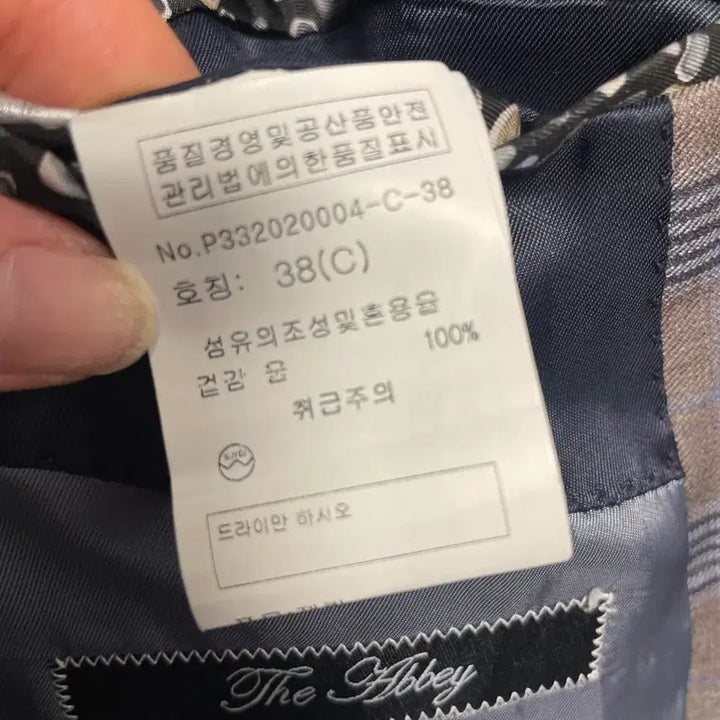 품질경영및공산품안전
관리법에의한품질표시
No.P332020004-C-38
호칭: 38(C)
섬유의조성및혼용율
겉감 울 100%
취급주의
드라이만 하시오
The Abbey